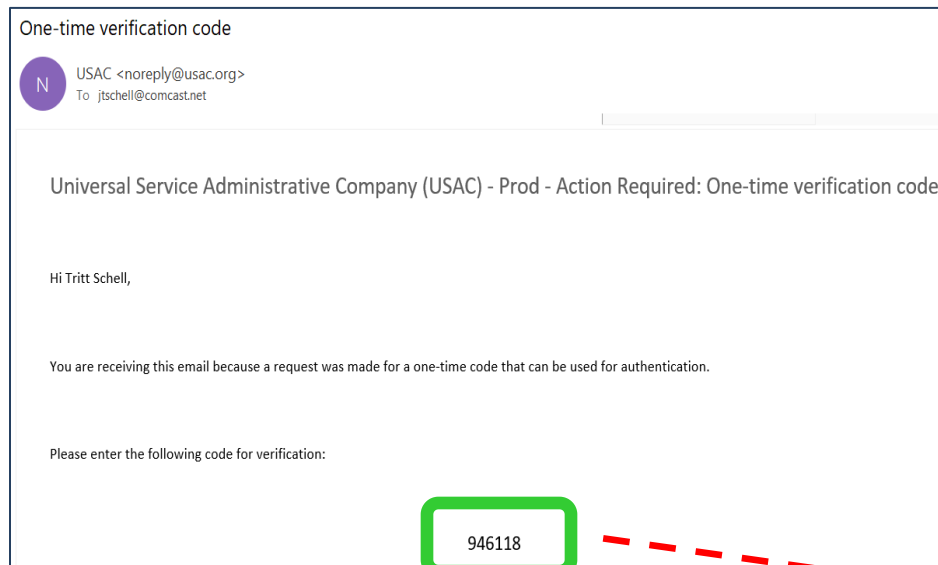 One-time verification code
N
USAC <noreply@usac.org>
To jtschell@comcast.net
Universal Service Administrative Company (USAC) - Prod - Action Required: One-time verification code
Hi Tritt Schell,
You are receiving this email because a request was made for a one-time code that can be used for authentication.
Please enter the following code for verification:
946118